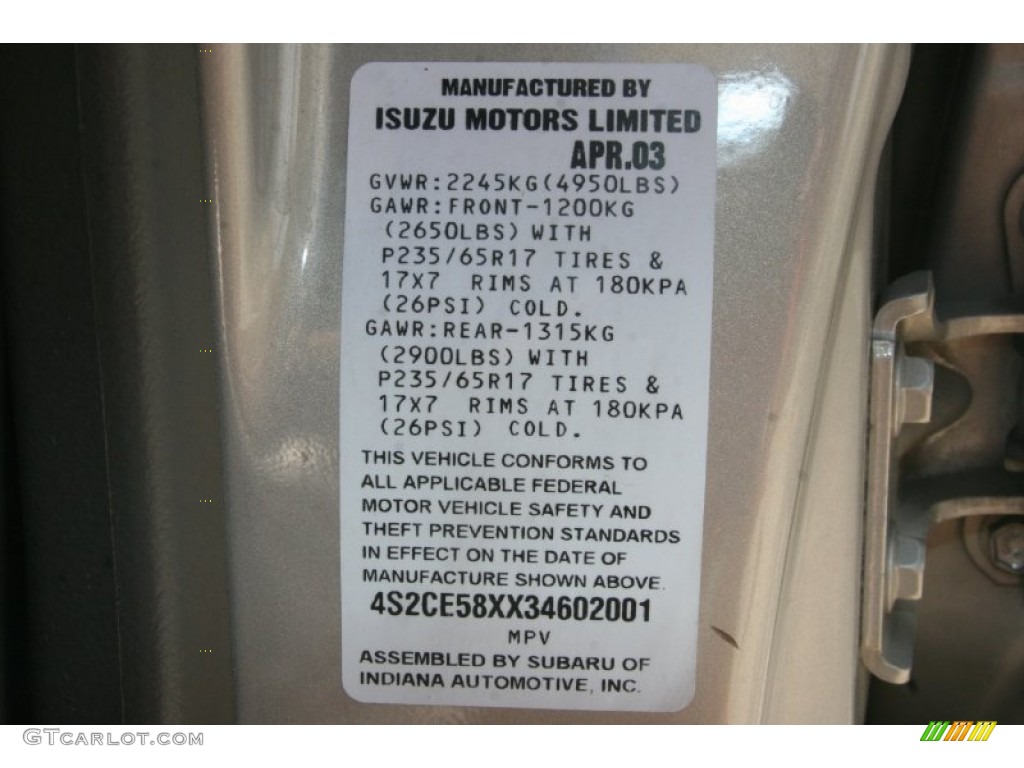 MANUFACTURED BY
ISUZU MOTORS LIMITED
APR.03
GVWR:2245KG(4950LBS)
GAWR:FRONT-1200KG
(2650LBS) WITH
P235/65R17 TIRES &
17X7 RIMS AT 180KPA
(26PSI) COLD.
GAWR:REAR-1315KG
(2900LBS) WITH
P235/65R17 TIRES &
17X7 RIMS AT 180KPA
(26PSI) COLD.
THIS VEHICLE CONFORMS TO
ALL APPLICABLE FEDERAL
MOTOR VEHICLE SAFETY AND
THEFT PREVENTION STANDARDS
IN EFFECT ON THE DATE OF
MANUFACTURE SHOWN ABOVE.
4S2CE58XX34602001
MPV
ASSEMBLED BY SUBARU OF
INDIANA AUTOMOTIVE, INC.
GTCARLOT.COM